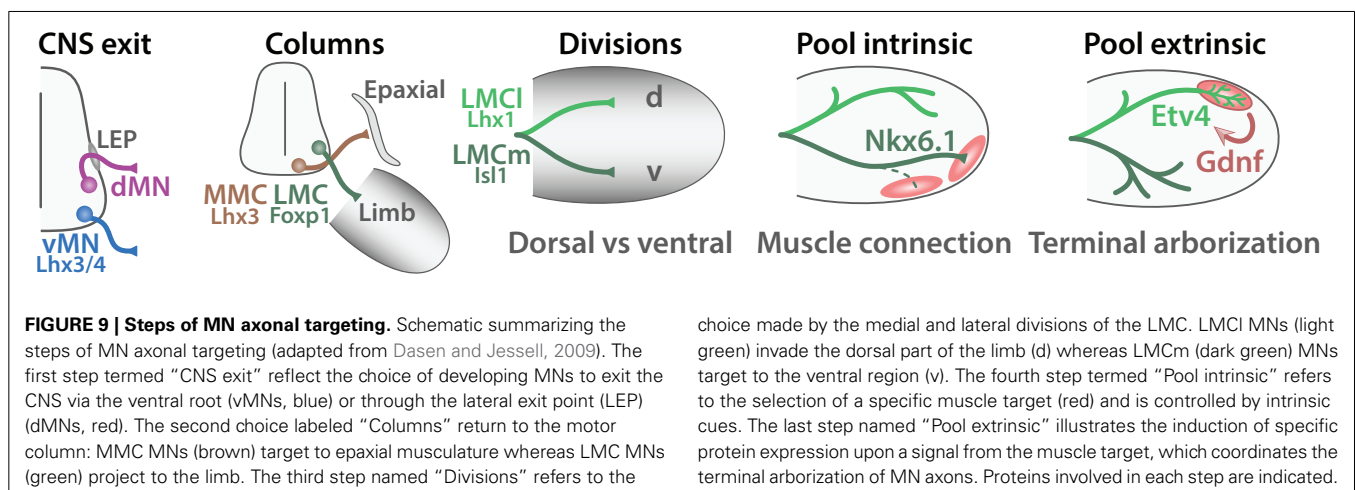 CNS exit
LEP
dMN
vMN
Lhx3/4
Columns
Epaxial
MMC LMC
Lhx3 Foxp1
Limb
Divisions
LMCl
Lhx1
d
LMCm
Isl1
v
Dorsal vs ventral
Pool intrinsic
Nkx6.1
Muscle connection
Pool extrinsic
Etv4
Gdnf
Terminal arborization
FIGURE 9 | Steps of MN axonal targeting. Schematic summarizing the
steps of MN axonal targeting (adapted from Dasen and Jessell, 2009). The
first step termed “CNS exit” reflect the choice of developing MNs to exit the
CNS via the ventral root (vMNs, blue) or through the lateral exit point (LEP)
(dMNs, red). The second choice labeled “Columns” return to the motor
column: MMC MNs (brown) target to epaxial musculature whereas LMC MNs
(green) project to the limb. The third step named “Divisions” refers to the
choice made by the medial and lateral divisions of the LMC. LMCl MNs (light
green) invade the dorsal part of the limb (d) whereas LMCm (dark green) MNs
target to the ventral region (v). The fourth step termed “Pool intrinsic” refers
to the selection of a specific muscle target (red) and is controlled by intrinsic
cues. The last step named “Pool extrinsic” illustrates the induction of specific
protein expression upon a signal from the muscle target, which coordinates the
terminal arborization of MN axons. Proteins involved in each step are indicated.